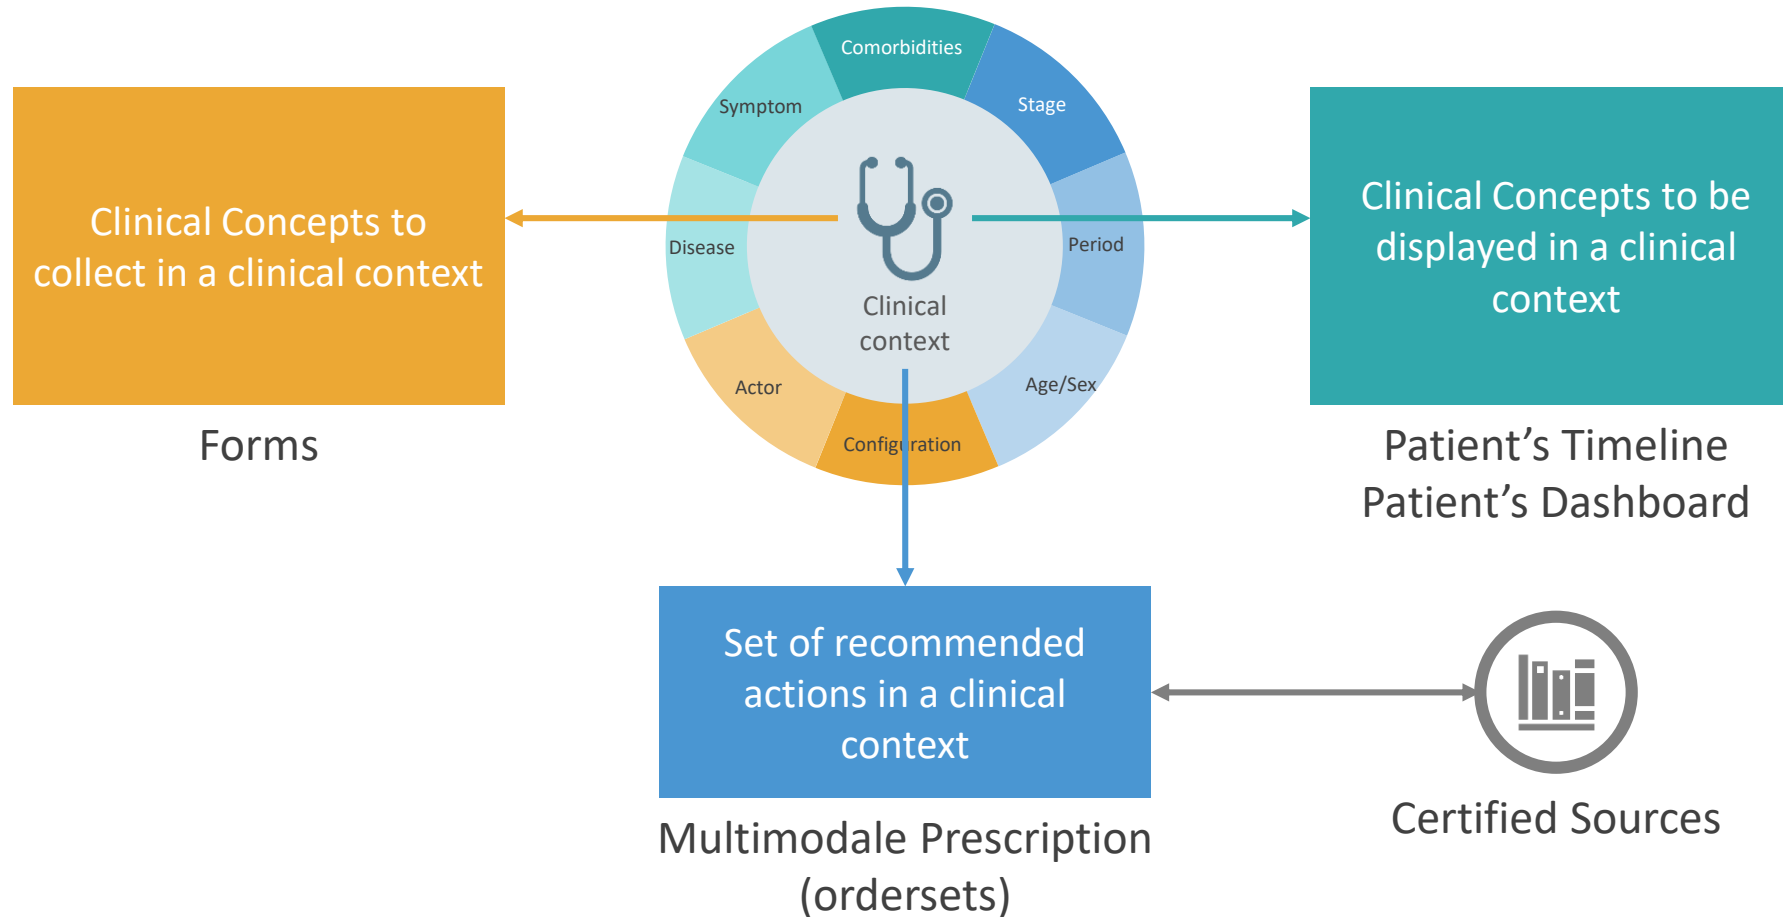 Comorbidities
Symptom
Stage
Disease
Period
Actor
Age/Sex
Configuration
Clinical
context
Clinical Concepts to
collect in a clinical context
Forms
Clinical Concepts to be
displayed in a clinical
context
Patient’s Timeline
Patient’s Dashboard
Set of recommended
actions in a clinical
context
Multimodale Prescription
(ordersets)
Certified Sources